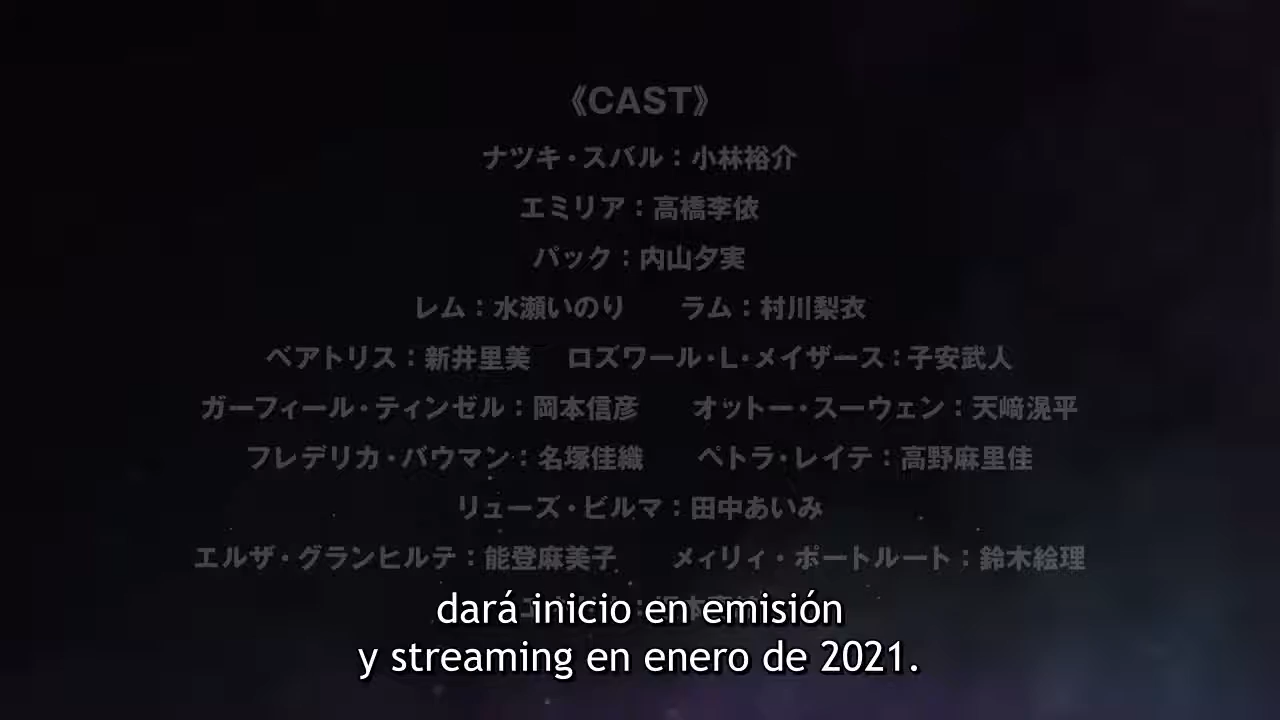 《CAST》
ナツキ・スバル：小林裕介
エミリア：高橋李依
パック：内山夕実
レム：水瀬いのり　ラム：村川梨衣
ベアトリス：新井里美　ロズワール・L・メイザース：子安武人
ガーフィール・ティンゼル：岡本信彦　オットー・スーウェン：天﨑滉平
フレデリカ・バウマン：名塚佳織　ペトラ・レイテ：高野麻里佳
リューズ・ビルマ：田中あいみ
エルザ・グランヒルテ：能登麻美子　メィリィ・ポートルート：鈴木絵理
dará inicio en emisión
y streaming en enero de 2021.